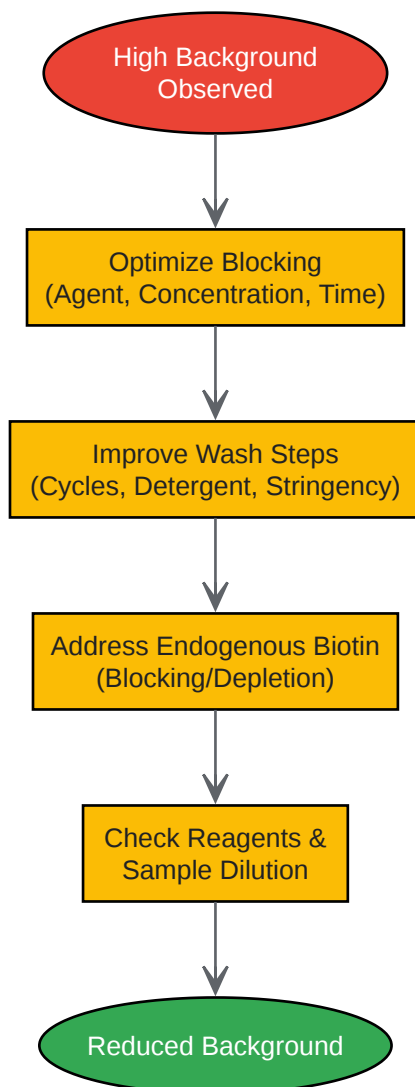 High Background
Observed
Optimize Blocking
(Agent, Concentration, Time)
Improve Wash Steps
(Cycles, Detergent, Stringency)
Address Endogenous Biotin
(Blocking/Depletion)
Check Reagents &
Sample Dilution
Reduced Background